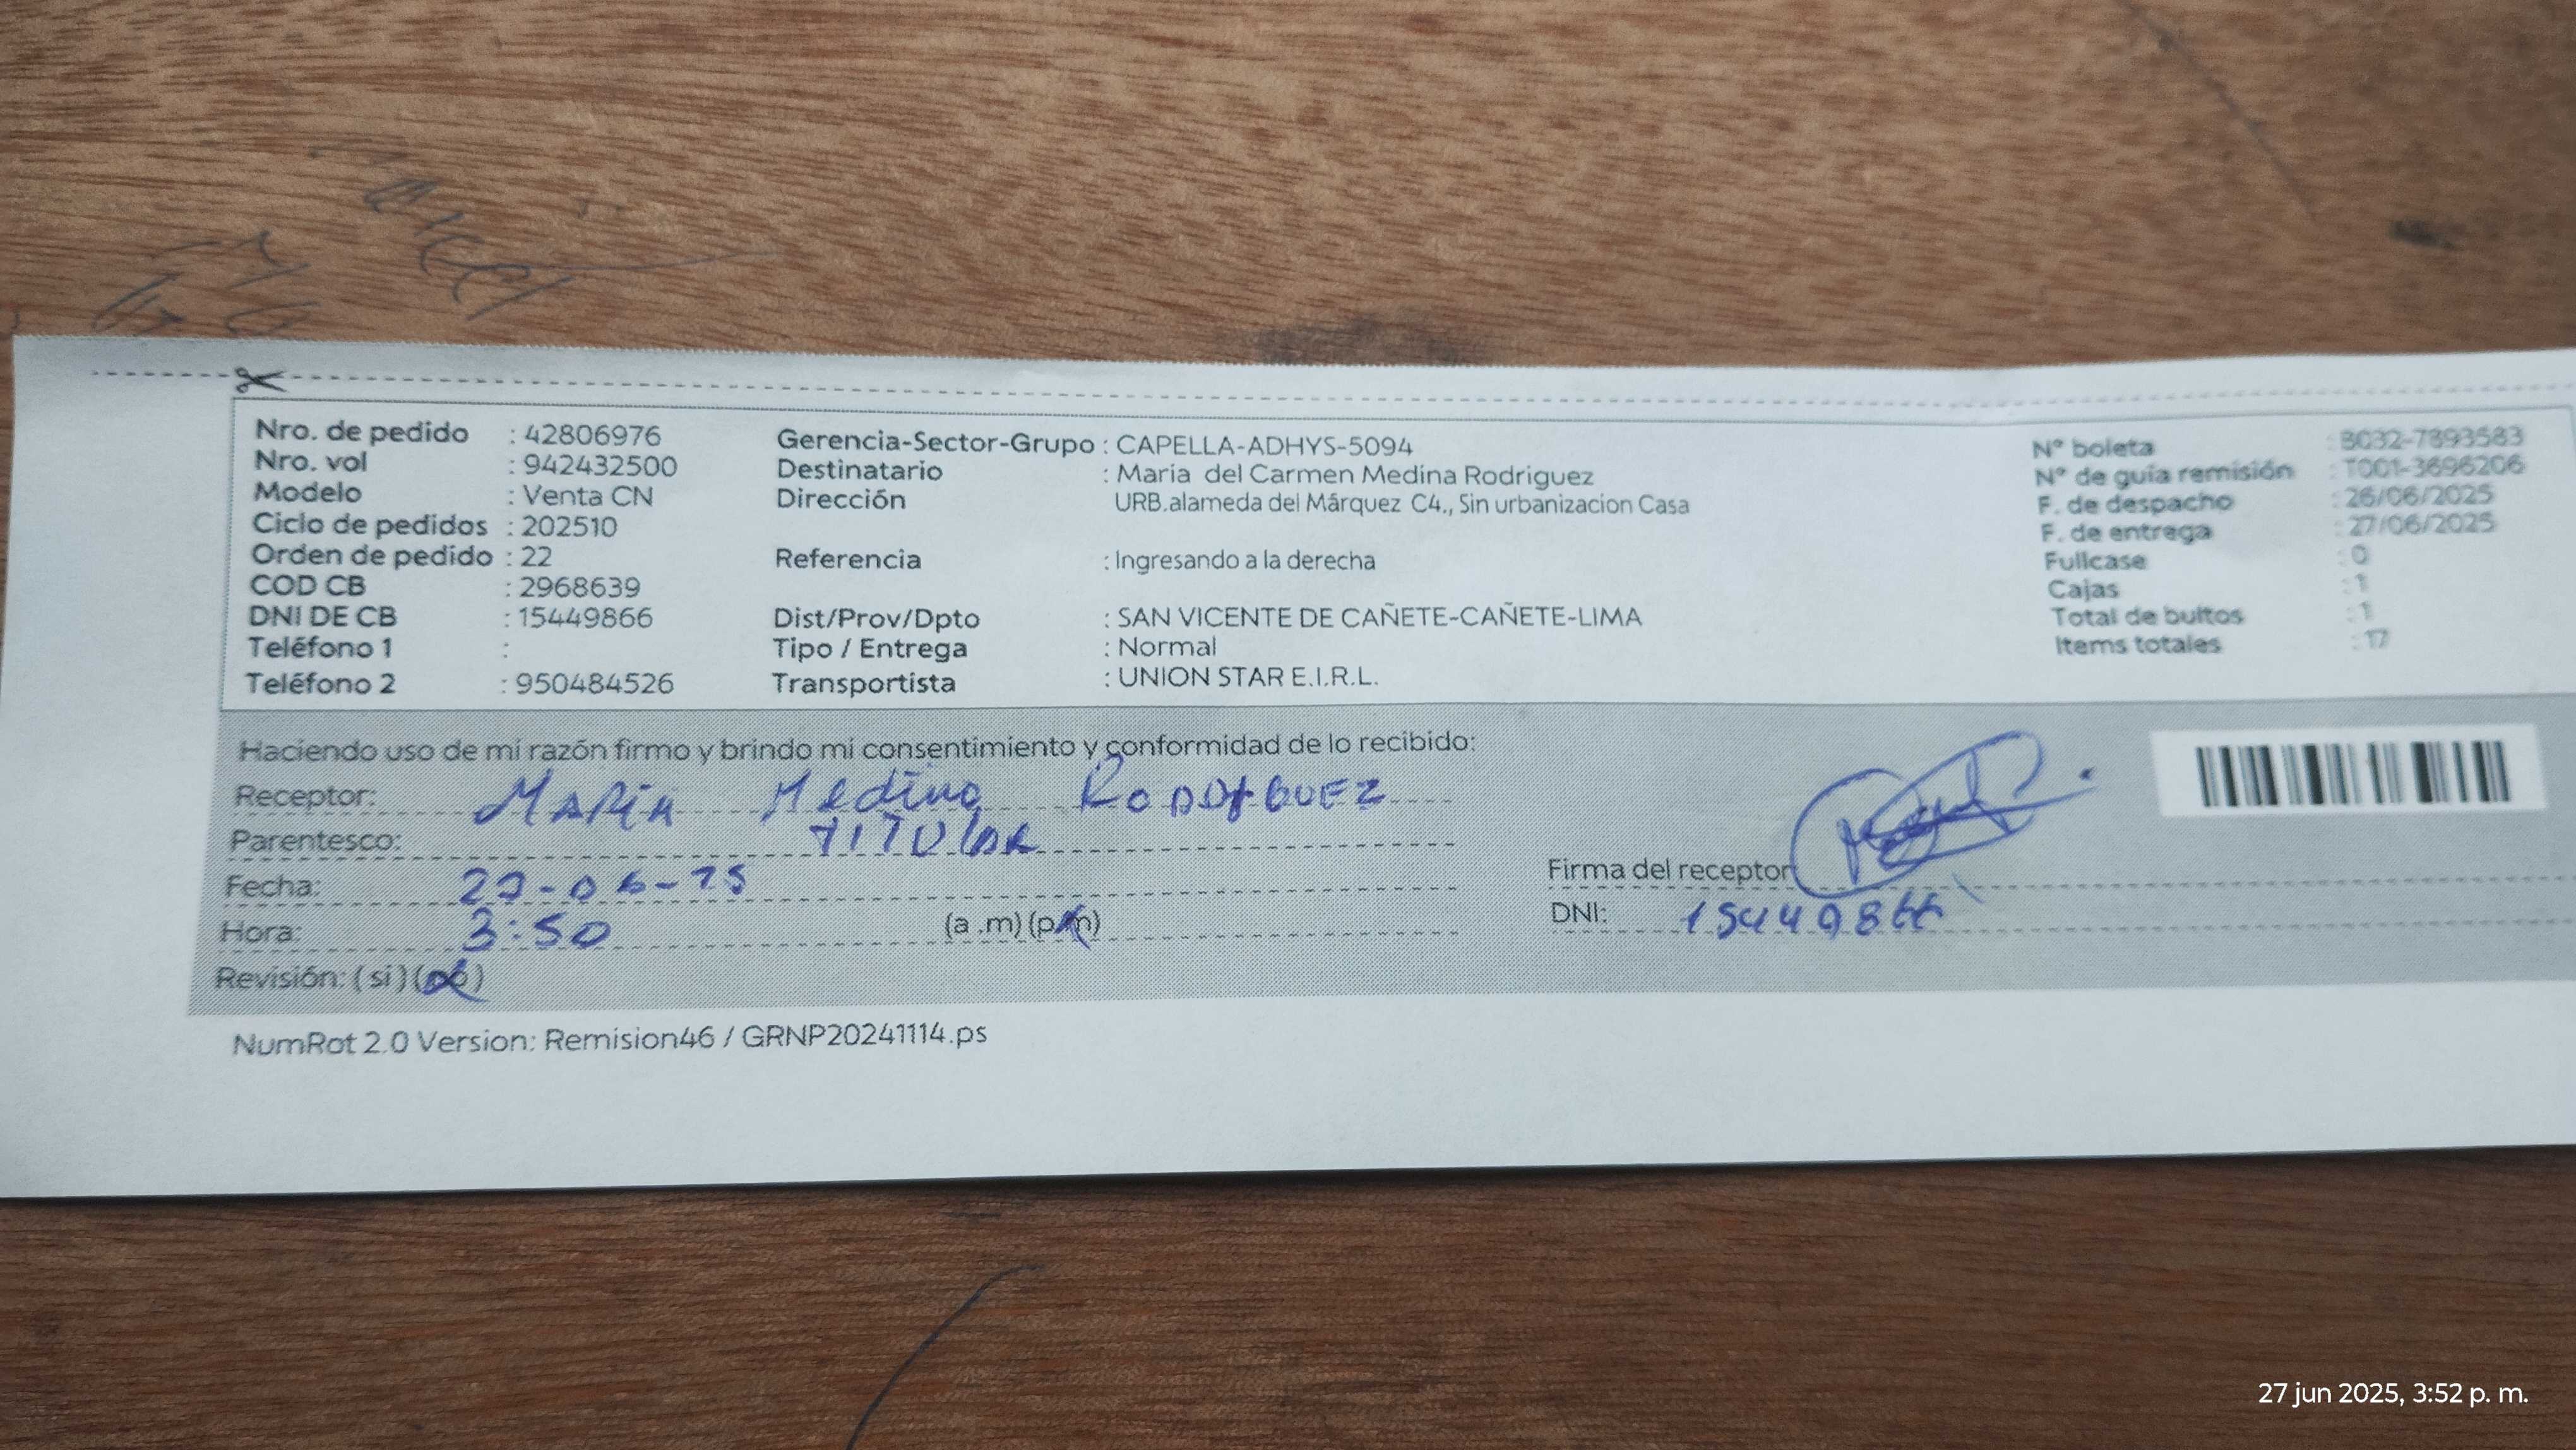 Nro. de pedido : 42806976
Nro. vol : 942432500
Modelo : Venta CN
Ciclo de pedidos : 202510
Orden de pedido : 22
COD CB : 2968639
DNI DE CB : 15449866
Teléfono 1 :
Teléfono 2 : 950484526
Gerencia-Sector-Grupo : CAPELLA-ADHYS-5094
Destinatario : Maria del Carmen Medina Rodriguez
Dirección URB.alameda del Márquez C4., Sin urbanizacion Casa
Referencia : Ingresando a la derecha
Dist/Prov/Dpto : SAN VICENTE DE CAÑETE-CAÑETE-LIMA
Tipo / Entrega : Normal
Transportista : UNION STAR E.I.R.L.
N° boleta : B032-7893583
N° de guía remisión : T001-3696206
F. de despacho : 26/06/2025
F. de entrega : 27/06/2025
Fullcase : 0
Cajas : 1
Total de bultos : 1
Items totales : 17
Haciendo uso de mi razón firmo y brindo mi consentimiento y conformidad de lo recibido:
Receptor: MARIA Medina RODRIGUEZ
Parentesco: TITULAR
Fecha: 27-06-25
Hora: 3:50 (a.m) (pm)
Revisión: (si) (no)
Firma del receptor
DNI: 15449866
NumRot 2.0 Version: Remision46 / GRNP20241114.ps
27 jun 2025, 3:52 p. m.